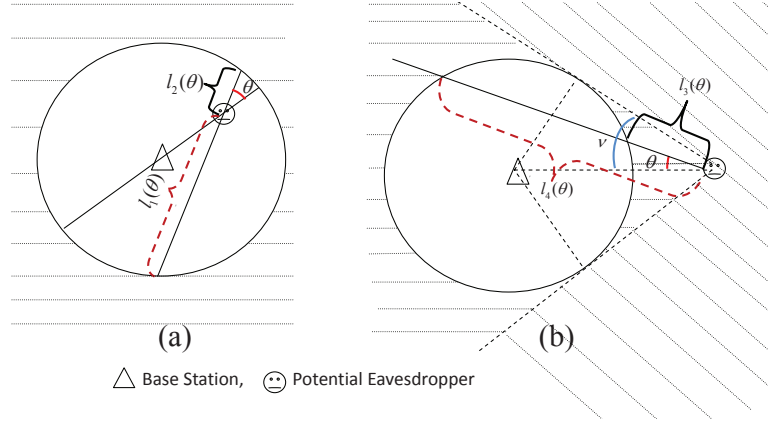 l₂(θ)
θ
l₁(θ)
(a)
l₃(θ)
ν
θ
l₄(θ)
(b)
Base Station, Potential Eavesdropper